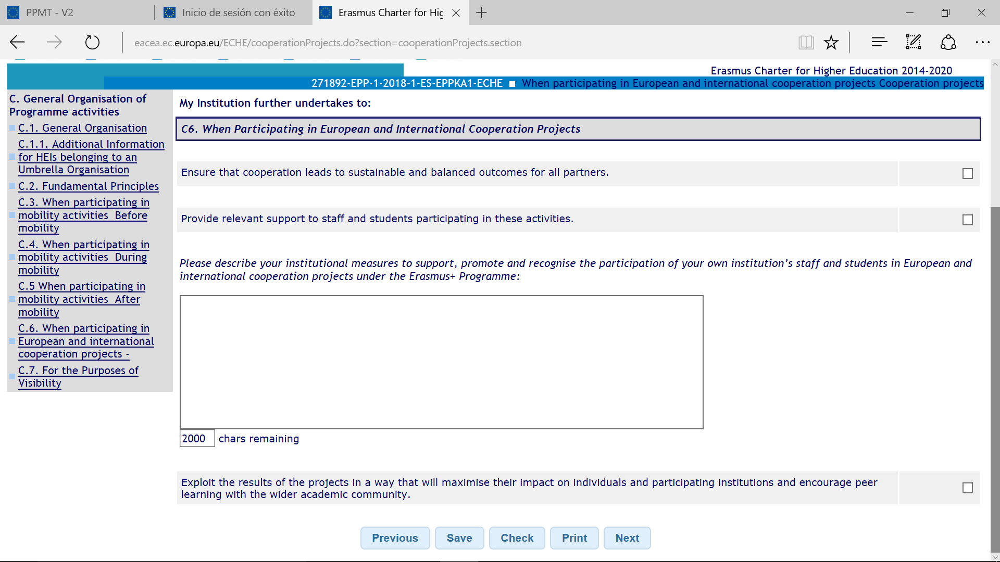 PPMT - V2
Inicio de sesión con éxito
Erasmus Charter for Hig
eacea.ec.europa.eu/ECHE/cooperationProjects.do?section=cooperationProjects.section
Erasmus Charter for Higher Education 2014-2020
271892-EPP-1-2018-1-ES-EPPKA1-ECHE When participating in European and international cooperation projects Cooperation projects
C. General Organisation of
Programme activities
C.1. General Organisation
C.1.1. Additional Information
for HEIs belonging to an
Umbrella Organisation
C.2. Fundamental Principles
C.3. When participating in
mobility activities Before
mobility
C.4. When participating in
mobility activities During
mobility
C.5 When participating in
mobility activities After
mobility
C.6. When participating in
European and international
cooperation projects -
C.7. For the Purposes of
Visibility
My Institution further undertakes to:
C6. When Participating in European and International Cooperation Projects
Ensure that cooperation leads to sustainable and balanced outcomes for all partners.
Provide relevant support to staff and students participating in these activities.
Please describe your institutional measures to support, promote and recognise the participation of your own institution’s staff and students in European and
international cooperation projects under the Erasmus+ Programme:
2000 chars remaining
Exploit the results of the projects in a way that will maximise their impact on individuals and participating institutions and encourage peer
learning with the wider academic community.
Previous Save Check Print Next